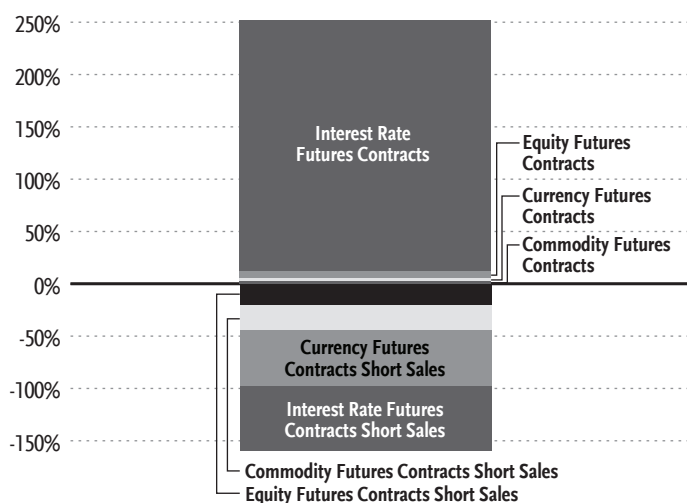 250%
200%
150%
100%
50%
0%
-50%
-100%
-150%
Interest Rate
Futures Contracts
Equity Futures
Contracts
Currency Futures
Contracts
Commodity Futures
Contracts
Currency Futures
Contracts Short Sales
Interest Rate Futures
Contracts Short Sales
Commodity Futures Contracts Short Sales
Equity Futures Contracts Short Sales